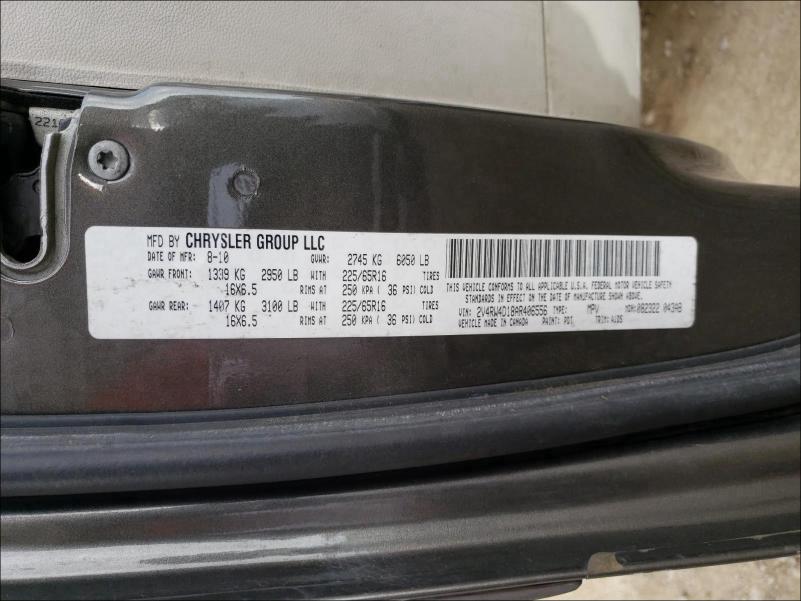 221
MFD BY CHRYSLER GROUP LLC
DATE OF MFR: 8-10 GVWR: 2745 KG 6050 LB
GAWR FRONT: 1339 KG 2950 LB WITH 225/65R16 TIRES
16X6.5 RIMS AT 250 KPA ( 36 PSI) COLD
GAWR REAR: 1407 KG 3100 LB WITH 225/65R16 TIRES
16X6.5 RIMS AT 250 KPA ( 36 PSI) COLD
THIS VEHICLE CONFORMS TO ALL APPLICABLE U.S.A. FEDERAL MOTOR VEHICLE SAFETY
STANDARDS IN EFFECT ON THE DATE OF MANUFACTURE SHOWN ABOVE.
VIN: 2V4RW4D18AR406556 TYPE: MPV MDH: 082322 043AB
VEHICLE MADE IN CANADA PAINT: PDT TRIM: